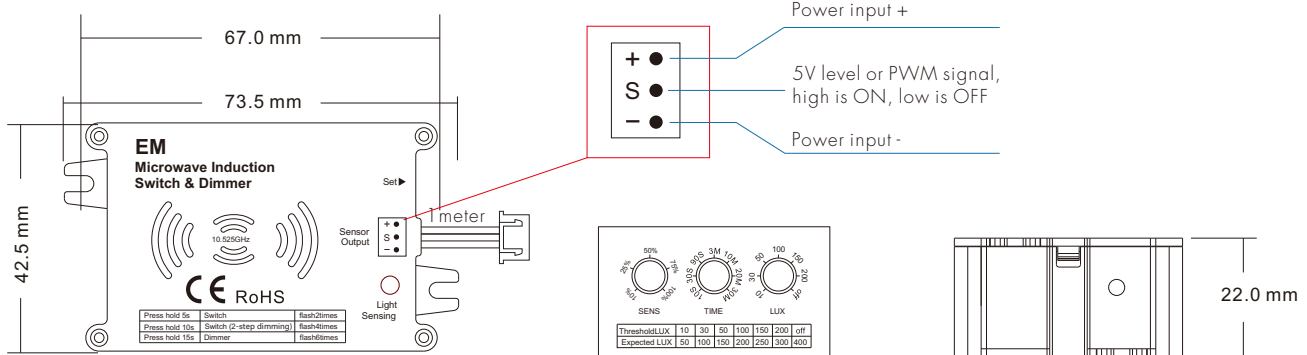 Power input +
67.0 mm
+
S
−
5V level or PWM signal,
high is ON, low is OFF
73.5 mm
Power input -
EM
Microwave Induction
Switch & Dimmer
Set
1 meter
42.5 mm
10.525GHz
Sensor
Output
+
S
−
CE RoHS
Light
Sensing
Press hold 5s Switch flash2times
Press hold 10s Switch (2-step dimming) flash4times
Press hold 15s Dimmer flash6times
10% 25% 50% 75% 100%
10S 30S 90S 3M 10M 20M 30M
10 30 50 100 150 200 off
SENS TIME LUX
ThresholdLUX 10 30 50 100 150 200 off
Expected LUX 50 100 150 200 250 300 400
22.0 mm